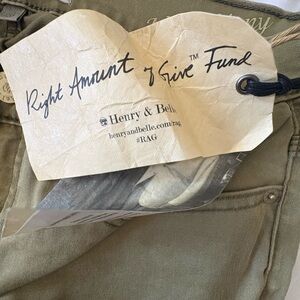 Right Amount of Give™ Fund
Henry & Belle
henryandbelle.com/rag
#RAG